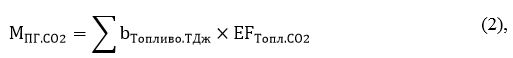 M_ПГ.CO2 = ∑ b_Топливо.ТДж × EF_Топл.CO2 (2),